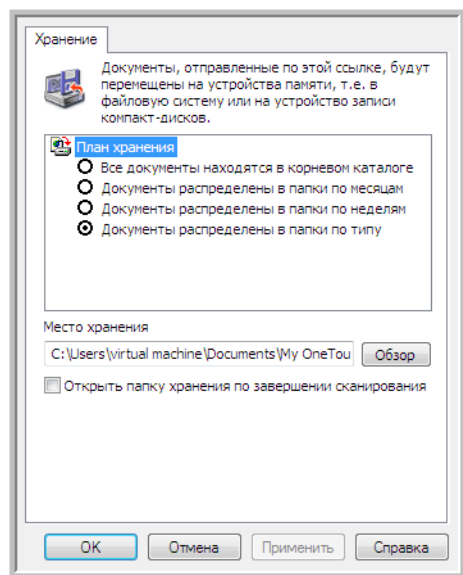 Хранение
Документы, отправленные по этой ссылке, будут
перемещены на устройства памяти, т.е. в
файловую систему или на устройство записи
компакт-дисков.
План хранения
Все документы находятся в корневом каталоге
Документы распределены в папки по месяцам
Документы распределены в папки по неделям
Документы распределены в папки по типу
Место хранения
C:\Users\virtual machine\Documents\My OneTou
Обзор
Открыть папку хранения по завершении сканирования
OK
Отмена
Применить
Справка